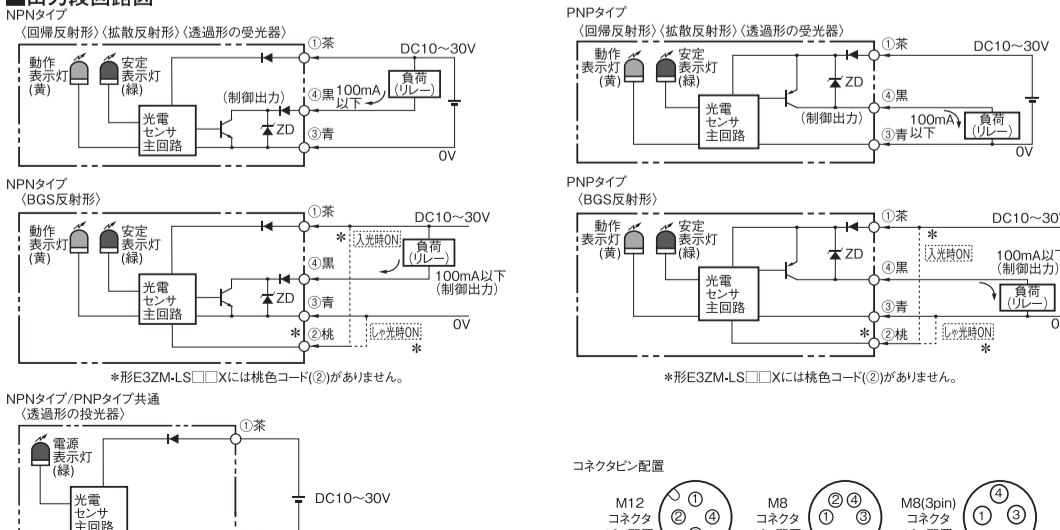 ■出力段回路図
NPNタイプ
〈回帰反射形〉〈拡散反射形〉〈透過形の受光器〉
動作
表示灯
(黄)
安定
表示灯
(緑)
光電
センサ
主回路
(制御出力)
ZD
①茶
DC10～30V
負荷
(リレー)
④黒
100mA
以下
③青
0V
NPNタイプ
〈BGS反射形〉
動作
表示灯
(黄)
安定
表示灯
(緑)
光電
センサ
主回路
ZD
①茶
DC10～30V
*
入光時ON
負荷
(リレー)
④黒
100mA以下
(制御出力)
③青
0V
*
②桃
しゃ光時ON
*
*形E3ZM-LS□□Xには桃色コード(②)がありません。
NPNタイプ/PNPタイプ共通
〈透過形の投光器〉
電源
表示灯
(緑)
光電
センサ
主回路
①茶
DC10～30V
PNPタイプ
〈回帰反射形〉〈拡散反射形〉〈透過形の受光器〉
動作
表示灯
(黄)
安定
表示灯
(緑)
光電
センサ
主回路
ZD
(制御出力)
①茶
DC10～30V
④黒
100mA
以下
負荷
(リレー)
③青
0V
PNPタイプ
〈BGS反射形〉
動作
表示灯
(黄)
安定
表示灯
(緑)
光電
センサ
主回路
ZD
①茶
DC10～30
*
入光時ON
④黒
100mA以
(制御出力)
負荷
(リレー)
③青
0
*
②桃
しゃ光時ON
*
*形E3ZM-LS□□Xには桃色コード(②)がありません。
コネクタピン配置
M12
コネクタ
① ② ④
M8
コネクタ
② ④ ① ③
M8(3pin)
コネクタ
④ ① ③